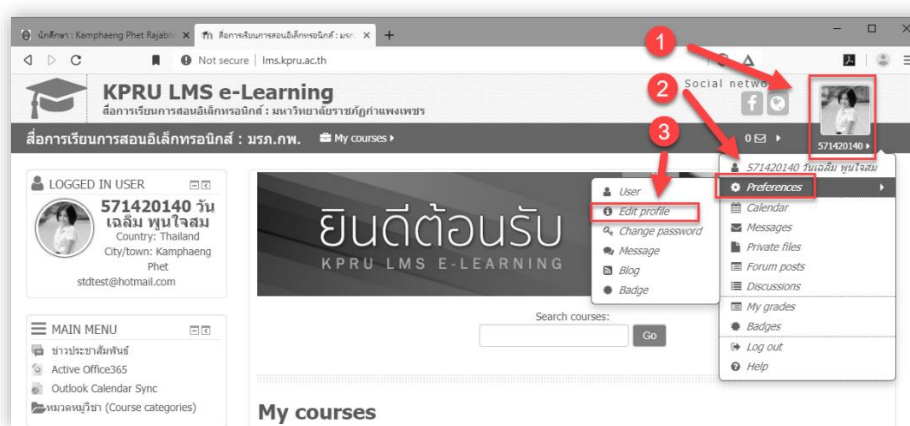 นักศึกษา : Kamphaeng Phet Rajabh
สื่อการเรียนการสอนอิเล็กทรอนิกส์ : มรภ.
Not secure | lms.kpru.ac.th
KPRU LMS e-Learning
สื่อการเรียนการสอนอิเล็กทรอนิกส์ : มหาวิทยาลัยราชภัฏกำแพงเพชร
Social netwo
1
2
3
571420140
สื่อการเรียนการสอนอิเล็กทรอนิกส์ : มรภ.กพ.
My courses
0
LOGGED IN USER
571420140 วัน
เฉลิม พูนใจสม
Country: Thailand
City/town: Kamphaeng
Phet
stdtest@hotmail.com
MAIN MENU
ข่าวประชาสัมพันธ์
Active Office365
Outlook Calendar Sync
หมวดหมู่วิชา (Course categories)
ยินดีต้อนรับ
KPRU LMS E-LEARNING
Search courses:
Go
My courses
User
Edit profile
Change password
Message
Blog
Badge
571420140 วันเฉลิม พูนใจสม
Preferences
Calendar
Messages
Private files
Forum posts
Discussions
My grades
Badges
Log out
Help